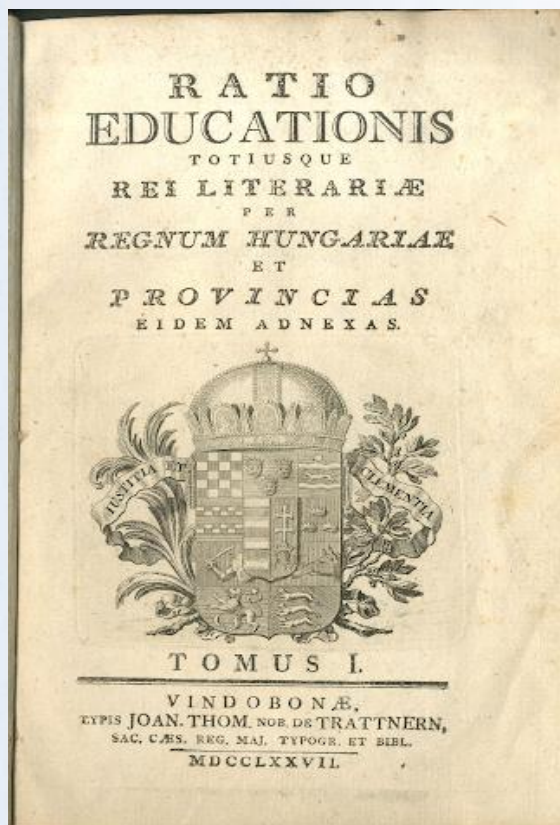 RATIO
EDUCATIONIS
TOTIUSQUE
REI LITERARIÆ
PER
REGNUM HUNGARIAE
ET
PROVINCIAS
EIDEM ADNEXAS.
IUSTITIA ET CLEMENTIA
TOMUS I.
VINDOBONÆ,
TYPIS JOAN. THOM. NOB. DE TRATTNERN,
SAC. CÆS. REG. MAJ. TYPOGR. ET BIBL.
MDCCLXXVII.